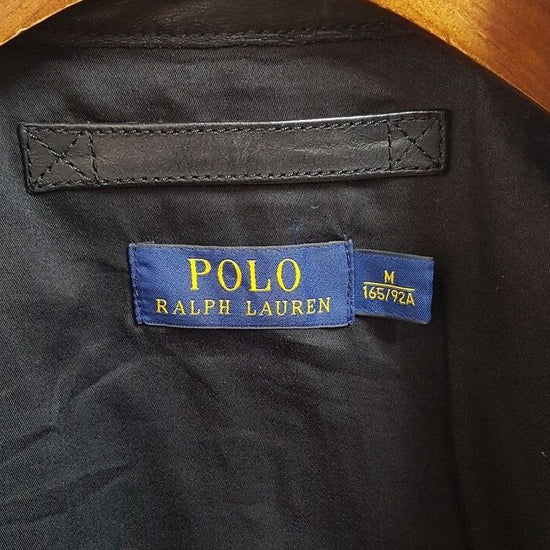 POLO
RALPH LAUREN
M
165/92A